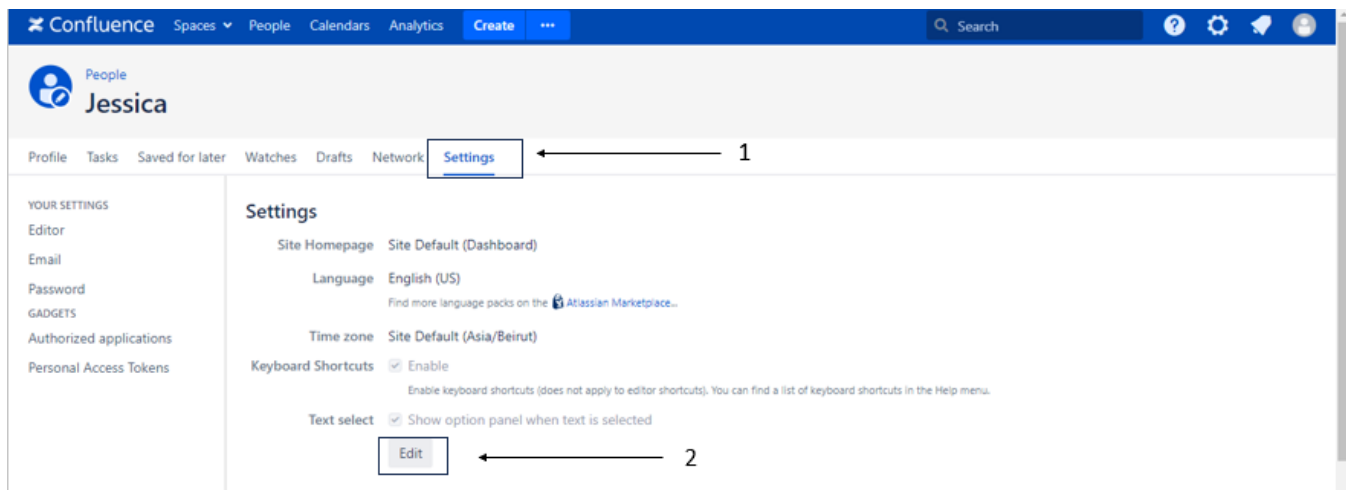 Confluence Spaces People Calendars Analytics Create ··· Search
People
Jessica
Profile Tasks Saved for later Watches Drafts Network Settings 1
YOUR SETTINGS
Editor
Email
Password
GADGETS
Authorized applications
Personal Access Tokens
Settings
Site Homepage Site Default (Dashboard)
Language English (US)
Find more language packs on the Atlassian Marketplace...
Time zone Site Default (Asia/Beirut)
Keyboard Shortcuts Enable
Enable keyboard shortcuts (does not apply to editor shortcuts). You can find a list of keyboard shortcuts in the Help menu.
Text select Show option panel when text is selected
Edit 2